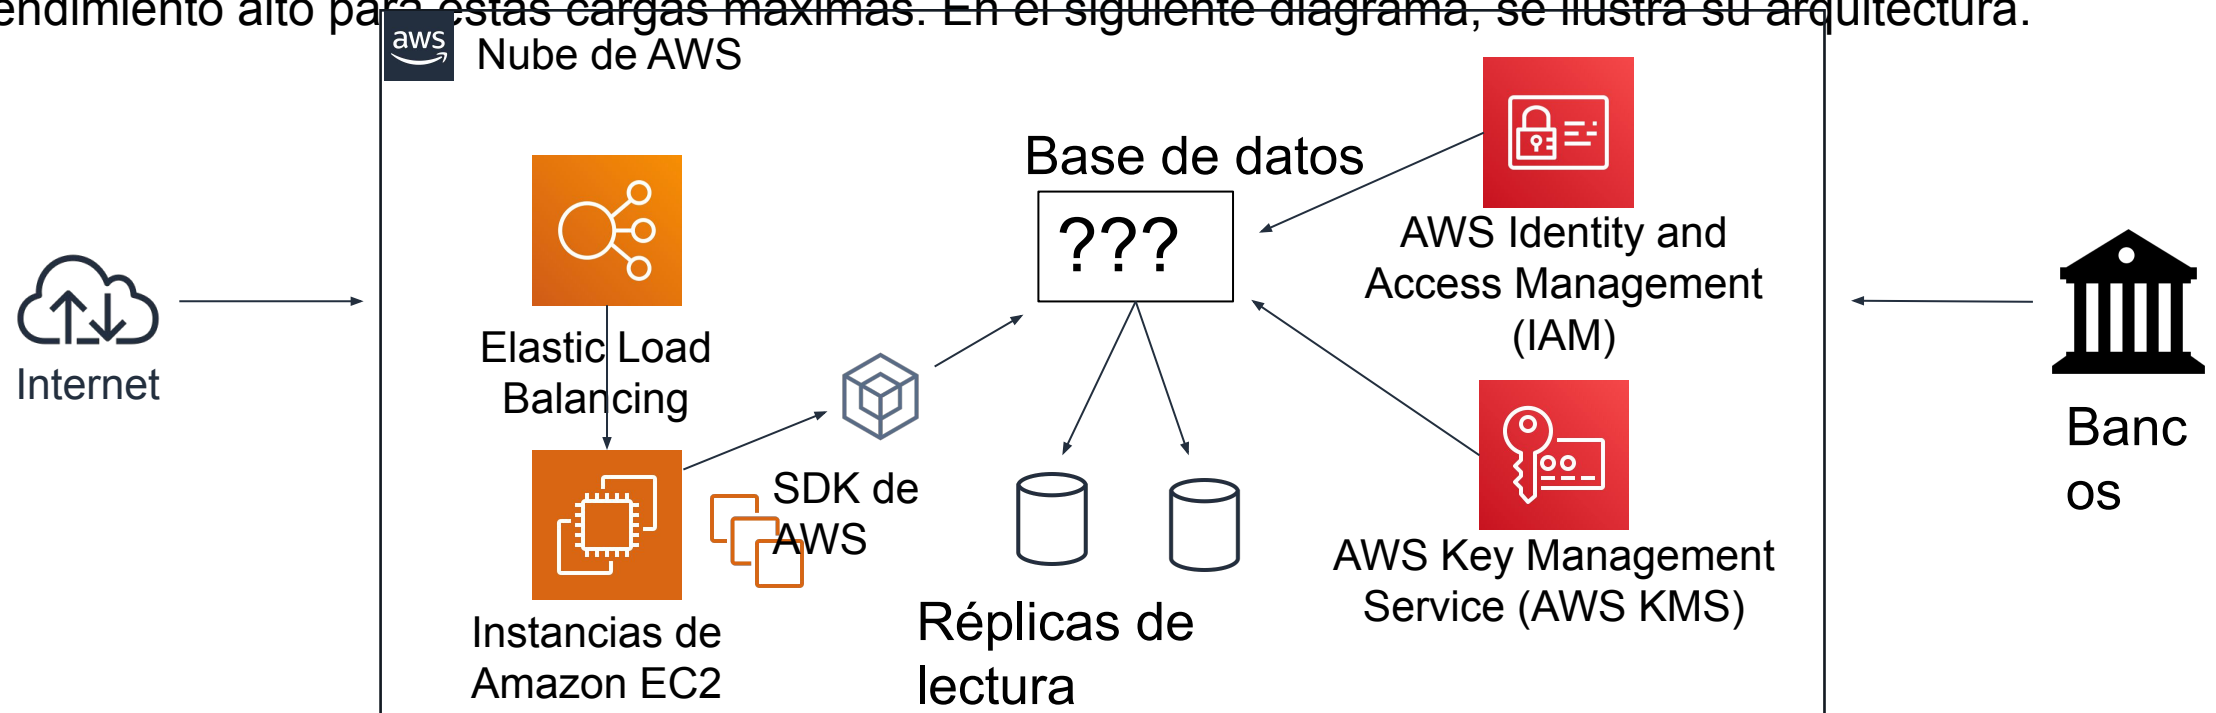 endimiento alto para estas cargas máximas. En el siguiente diagrama, se ilustra su arquitectura.
aws
Nube de AWS
Base de datos
???
AWS Identity and
Access Management
(IAM)
Internet
Elastic Load
Balancing
SDK de
AWS
Banc
os
AWS Key Management
Service (AWS KMS)
Instancias de
Amazon EC2
Réplicas de
lectura